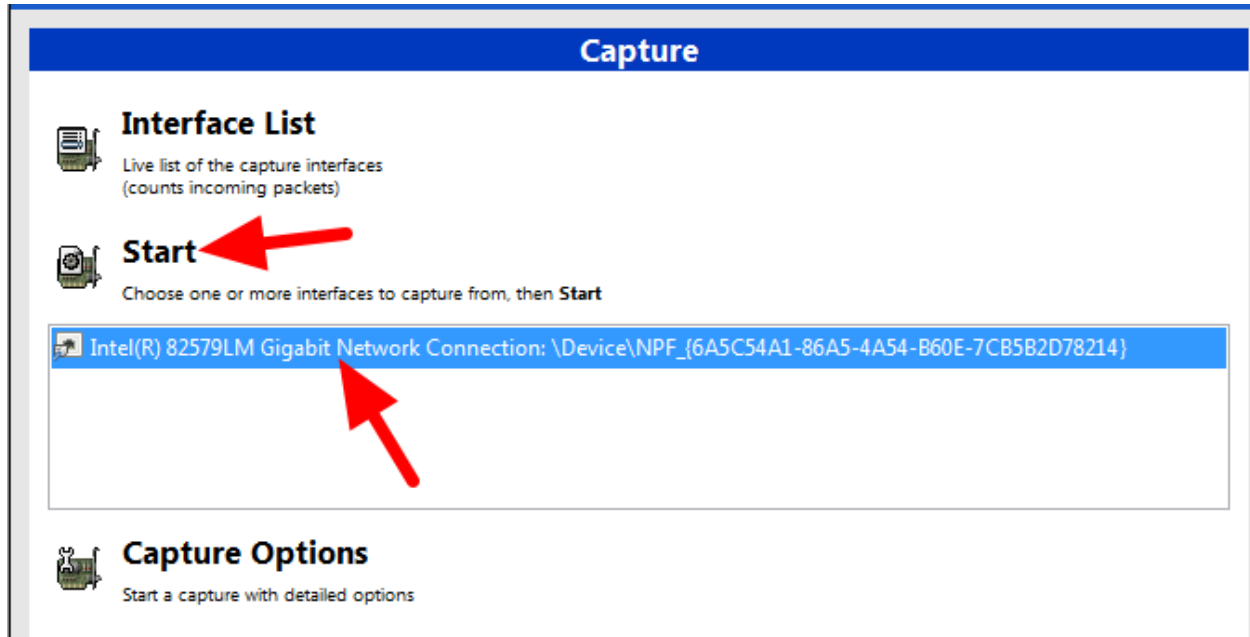 Capture
Interface List
Live list of the capture interfaces
(counts incoming packets)
Start
Choose one or more interfaces to capture from, then Start
Intel(R) 82579LM Gigabit Network Connection: \Device\NPF_{6A5C54A1-86A5-4A54-B60E-7CB5B2D78214}
Capture Options
Start a capture with detailed options